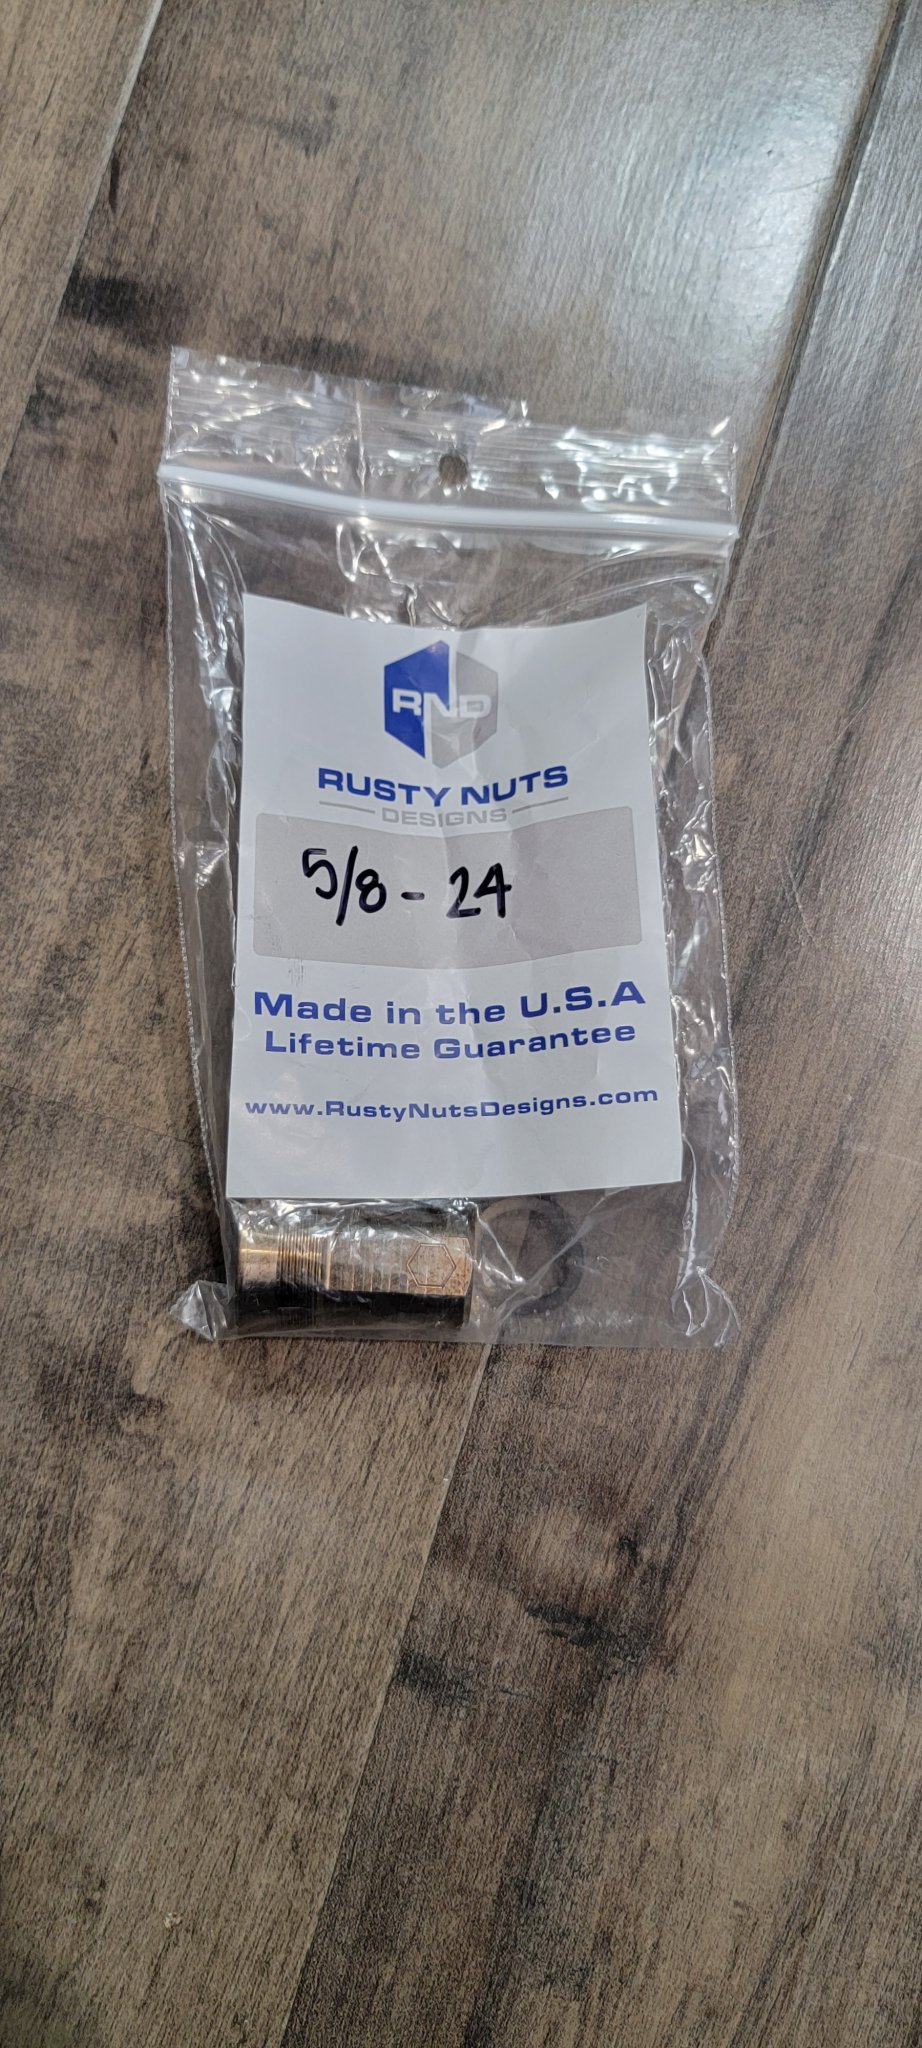 RND
RUSTY NUTS
DESIGNS
5/8 - 24
Made in the U.S.A
Lifetime Guarantee
www.RustyNutsDesigns.com